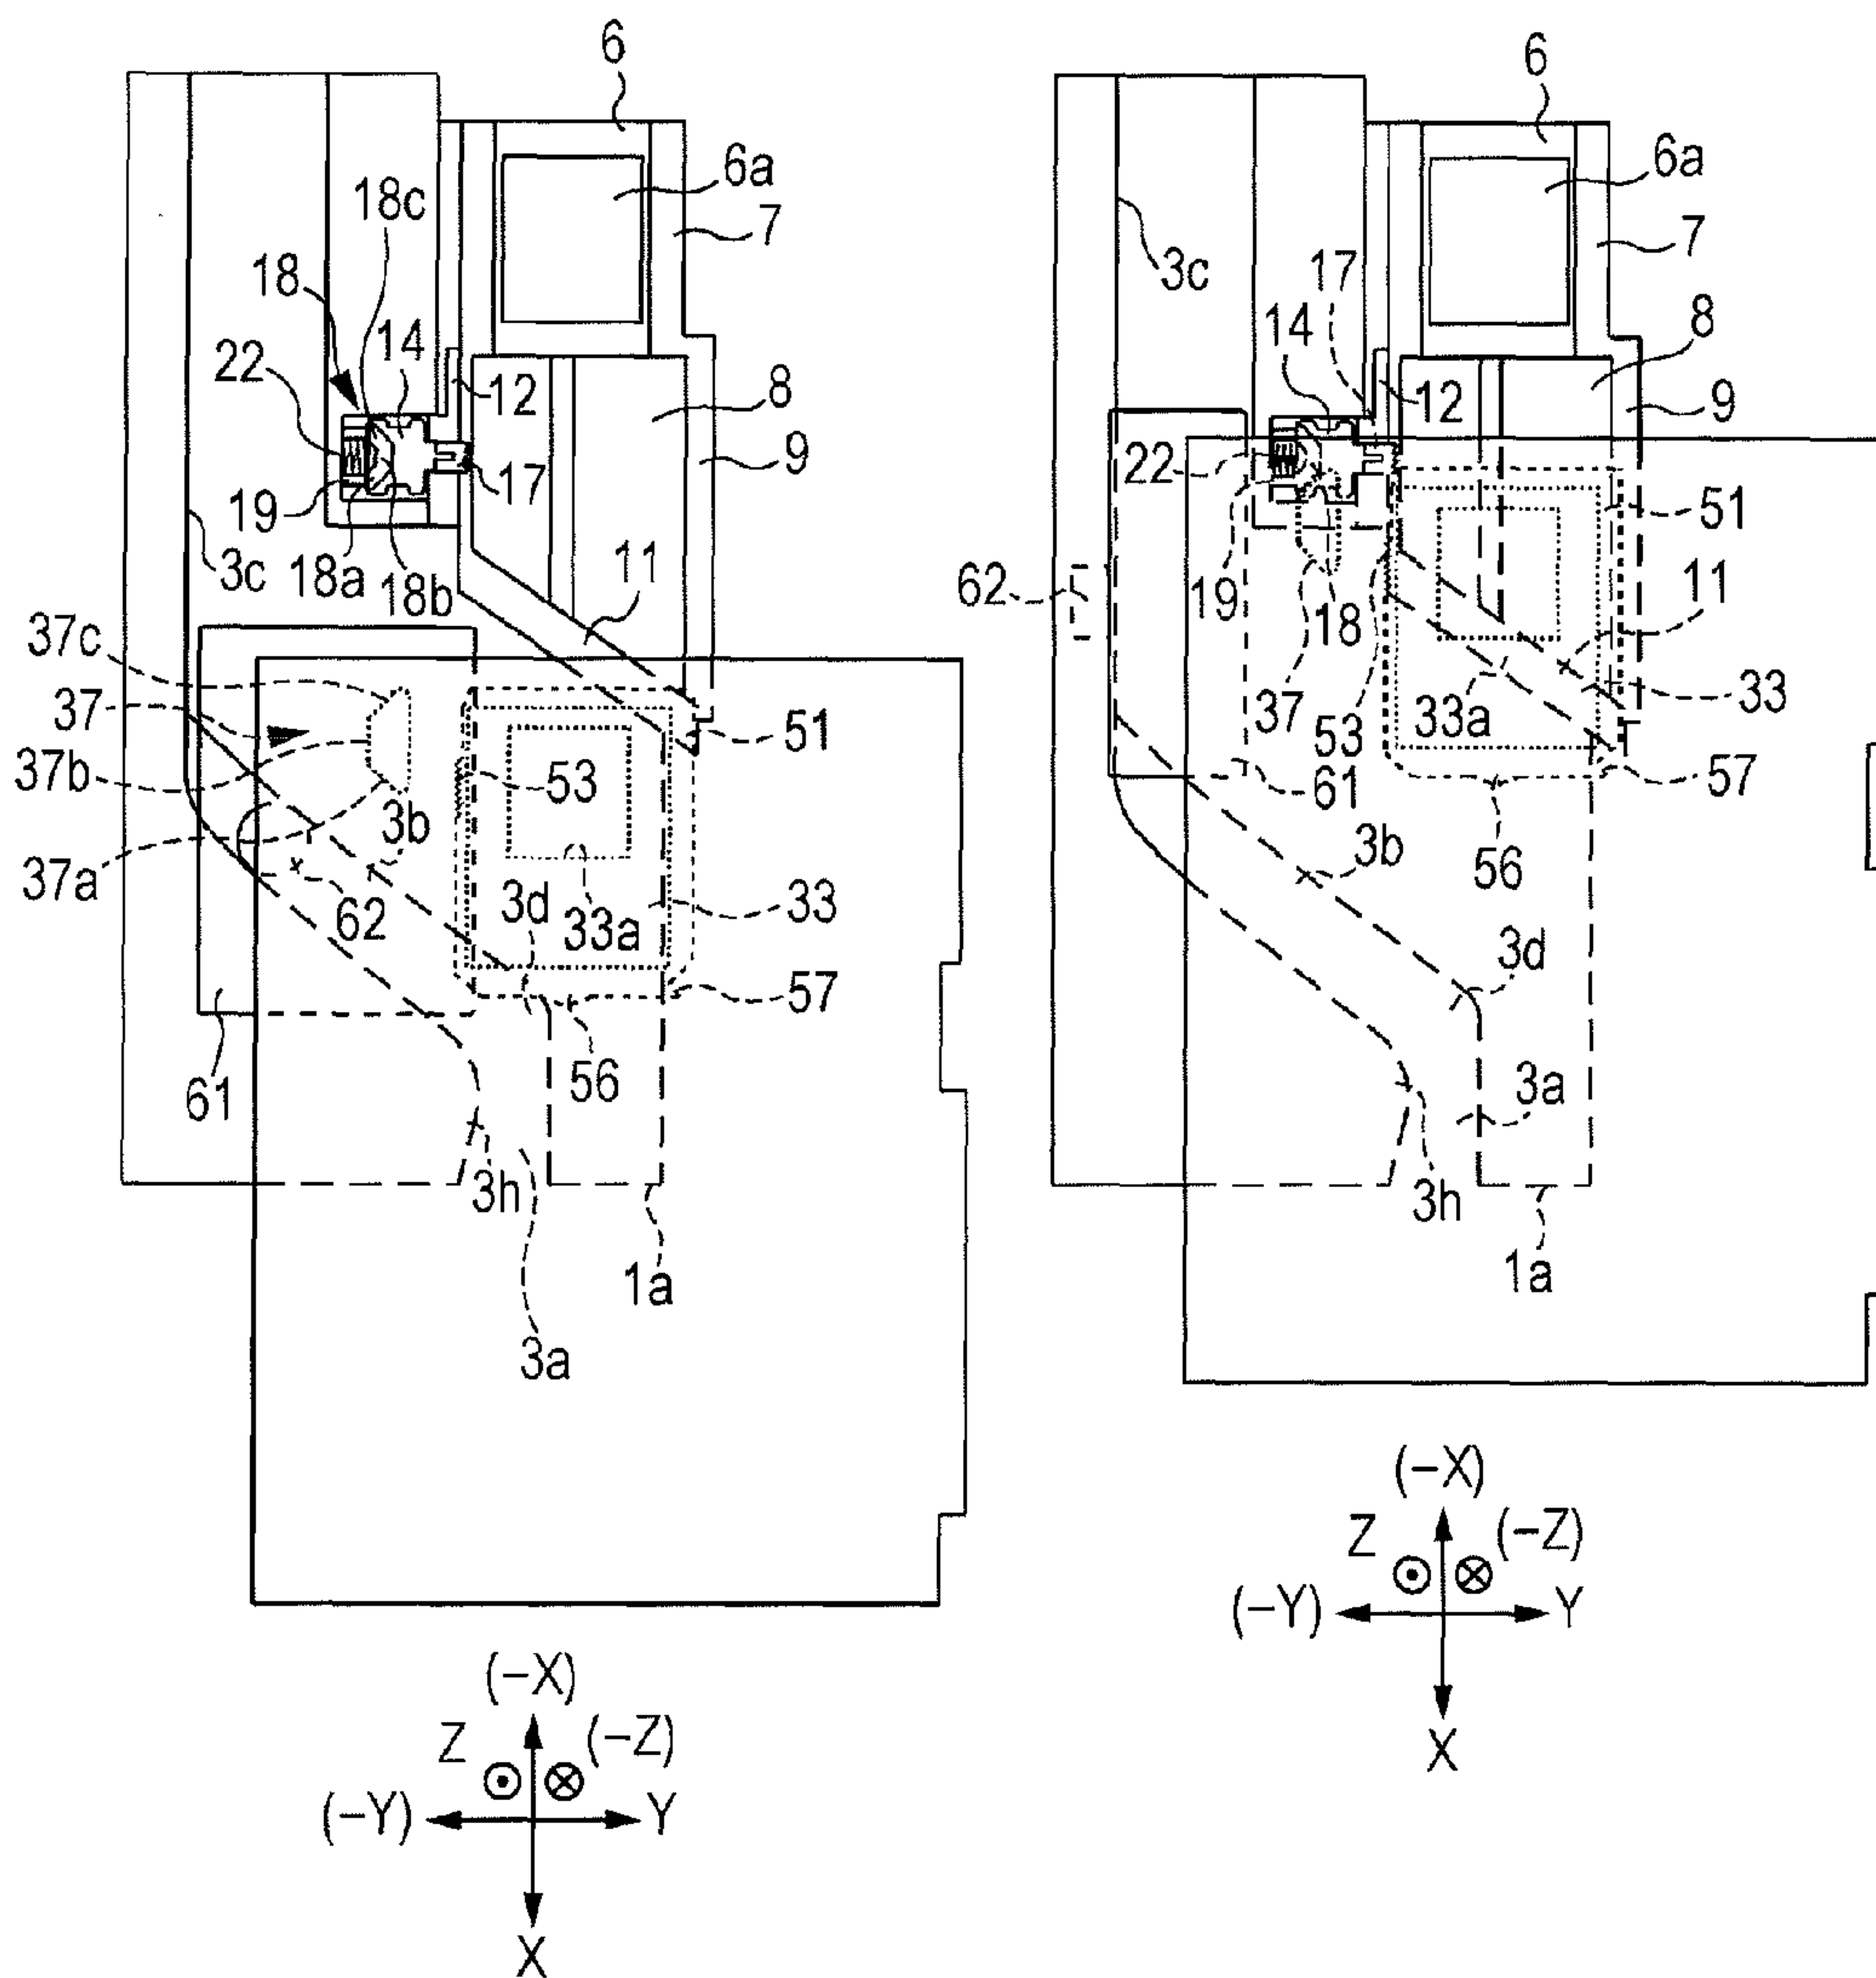 6
6a
18c
7
18
14
22
12
8
9
19
17
3c
18a
18b
11
37c
37
51
37b
53
3b
37a
62
3d
33a
33
57
56
61
3h
1a
3a
(−X)
Z
(−Z)
(−Y)
Y
X
6
6a
7
3c
17
14
8
12
9
22
51
62
19
18
11
37
53
33a
33
61
57
3b
56
3d
3a
3h
1a
(−X)
Z
(−Z)
(−Y)
Y
X